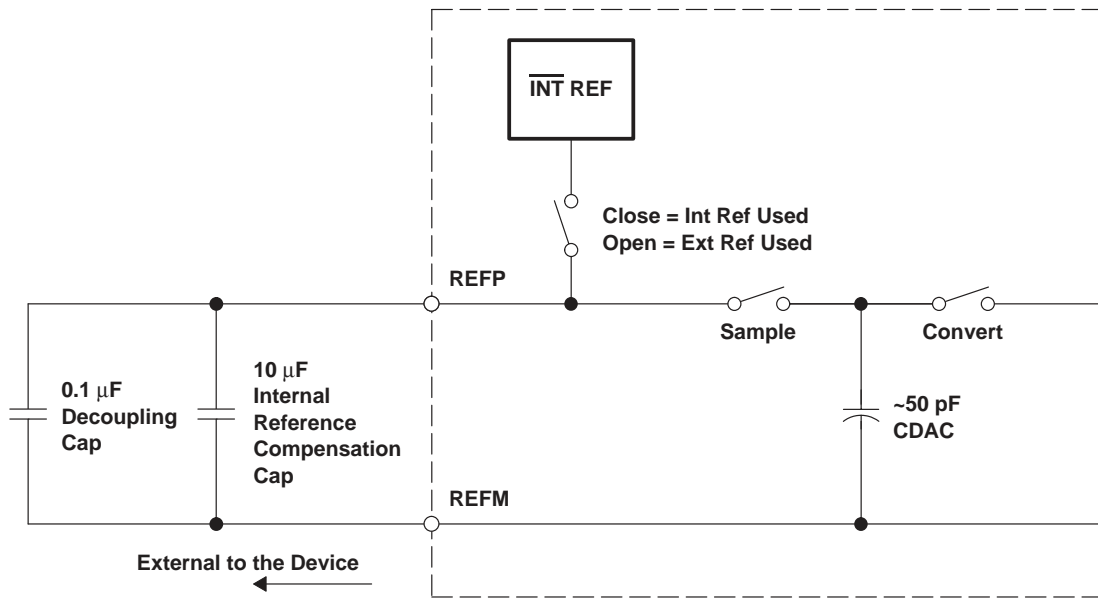 INT REF
Close = Int Ref Used
Open = Ext Ref Used
REFP
Sample
Convert
0.1 μF
Decoupling
Cap
10 μF
Internal
Reference
Compensation
Cap
~50 pF
CDAC
REFM
External to the Device